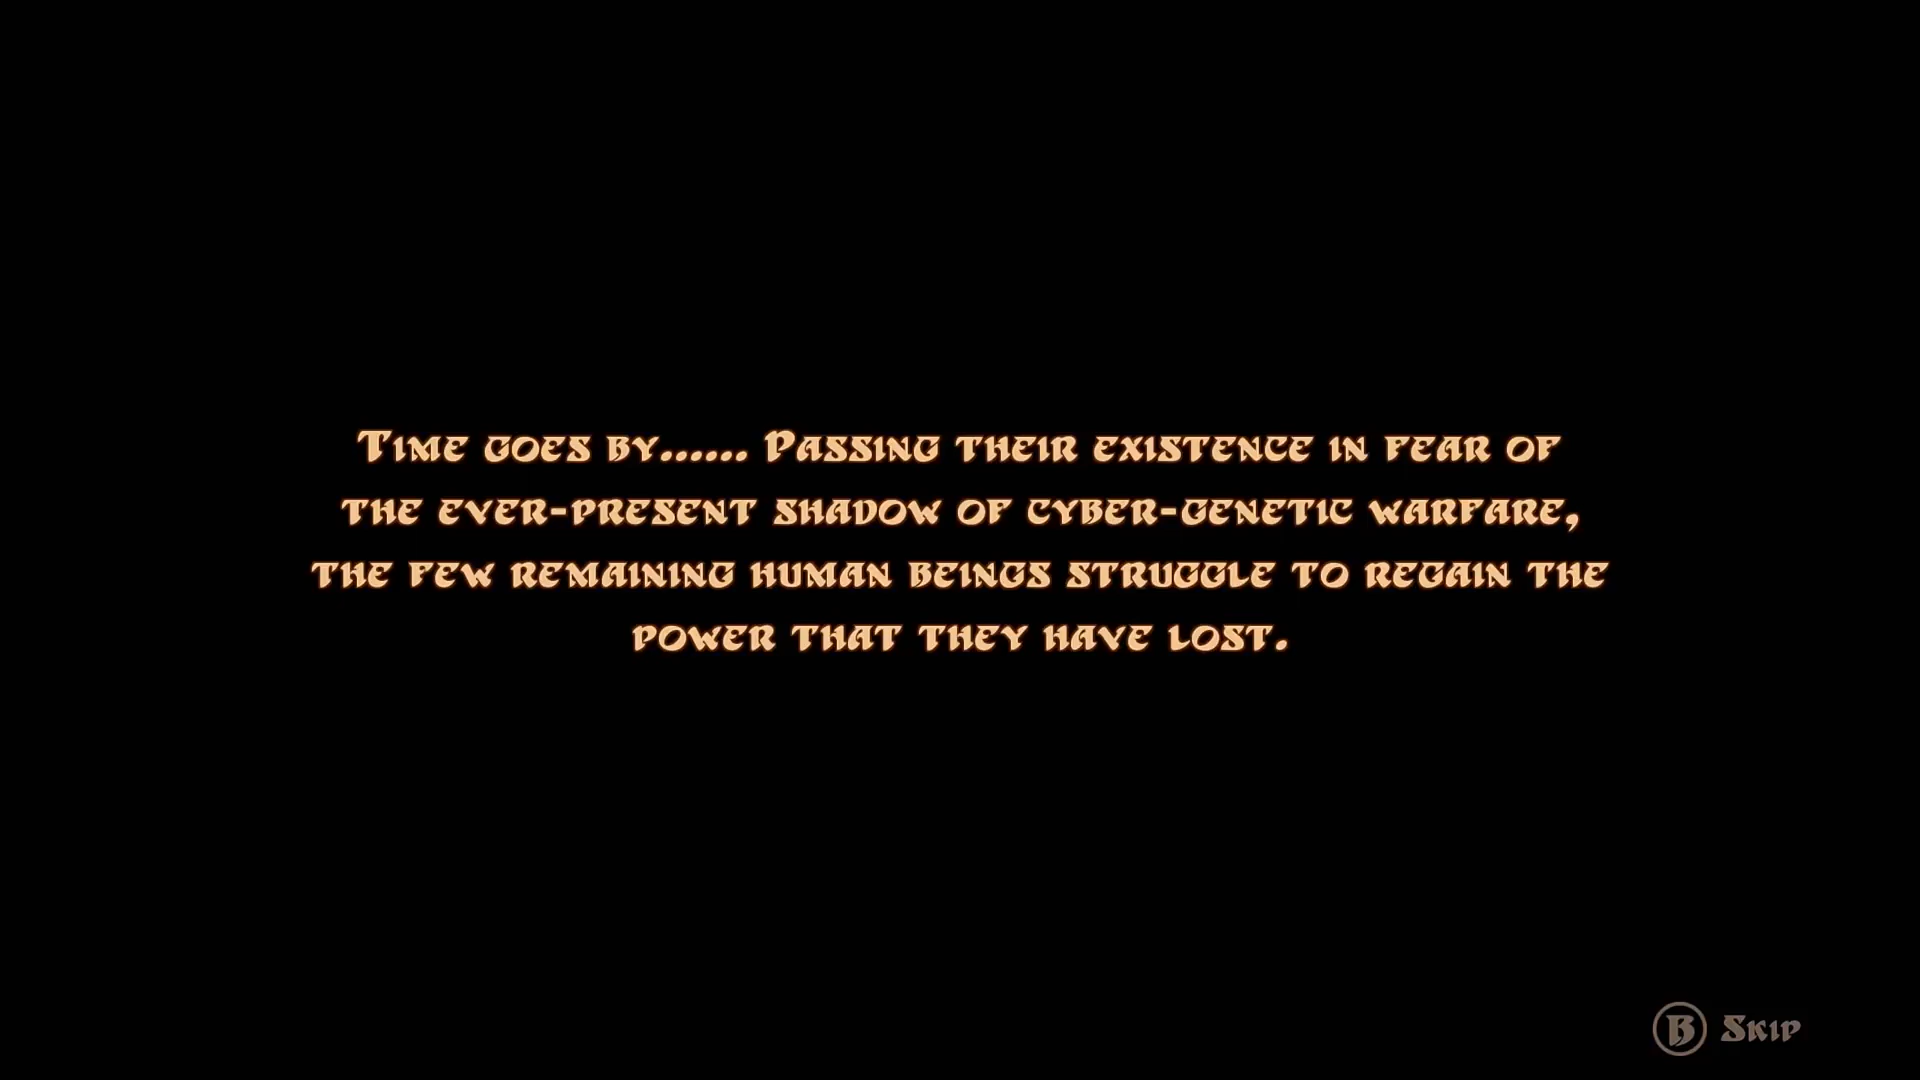 Time goes by...... Passing their existence in fear of
the ever-present shadow of cyber-genetic warfare,
the few remaining human beings struggle to regain the
power that they have lost.
B Skip